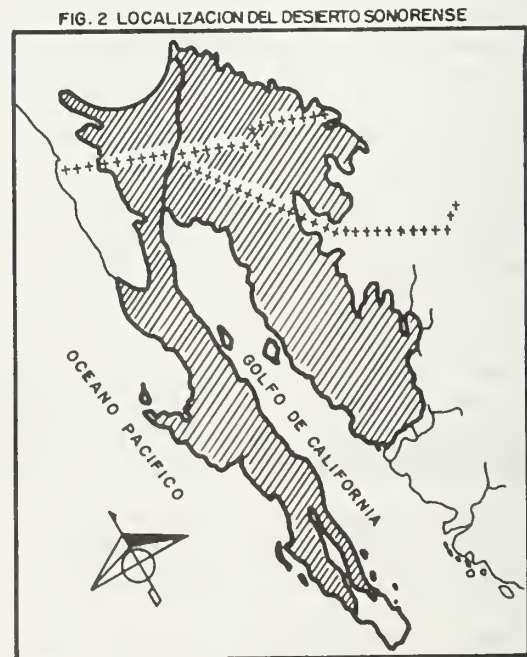 FIG. 2 LOCALIZACION DEL DESIERTO SONORENSE
OCEANO PACIFICO
GOLFO DE CALIFORNIA